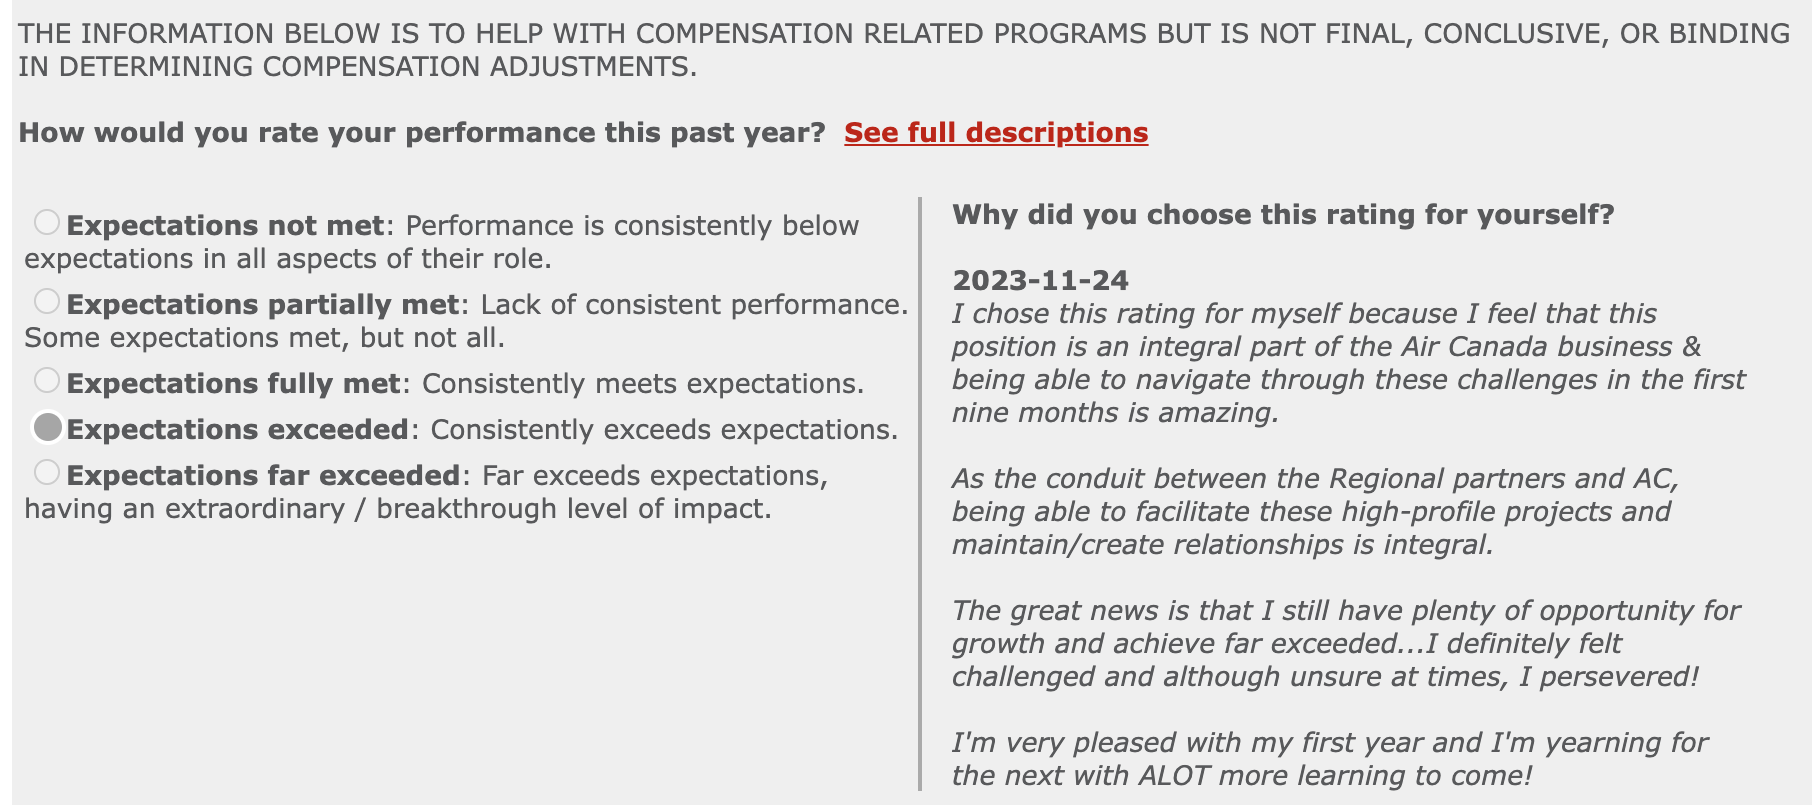 THE INFORMATION BELOW IS TO HELP WITH COMPENSATION RELATED PROGRAMS BUT IS NOT FINAL, CONCLUSIVE, OR BINDING
IN DETERMINING COMPENSATION ADJUSTMENTS.
How would you rate your performance this past year? See full descriptions
Expectations not met: Performance is consistently below
expectations in all aspects of their role.
Expectations partially met: Lack of consistent performance.
Some expectations met, but not all.
Expectations fully met: Consistently meets expectations.
Expectations exceeded: Consistently exceeds expectations.
Expectations far exceeded: Far exceeds expectations,
having an extraordinary / breakthrough level of impact.
Why did you choose this rating for yourself?
2023-11-24
I chose this rating for myself because I feel that this
position is an integral part of the Air Canada business &
being able to navigate through these challenges in the first
nine months is amazing.
As the conduit between the Regional partners and AC,
being able to facilitate these high-profile projects and
maintain/create relationships is integral.
The great news is that I still have plenty of opportunity for
growth and achieve far exceeded...I definitely felt
challenged and although unsure at times, I persevered!
I'm very pleased with my first year and I'm yearning for
the next with ALOT more learning to come!